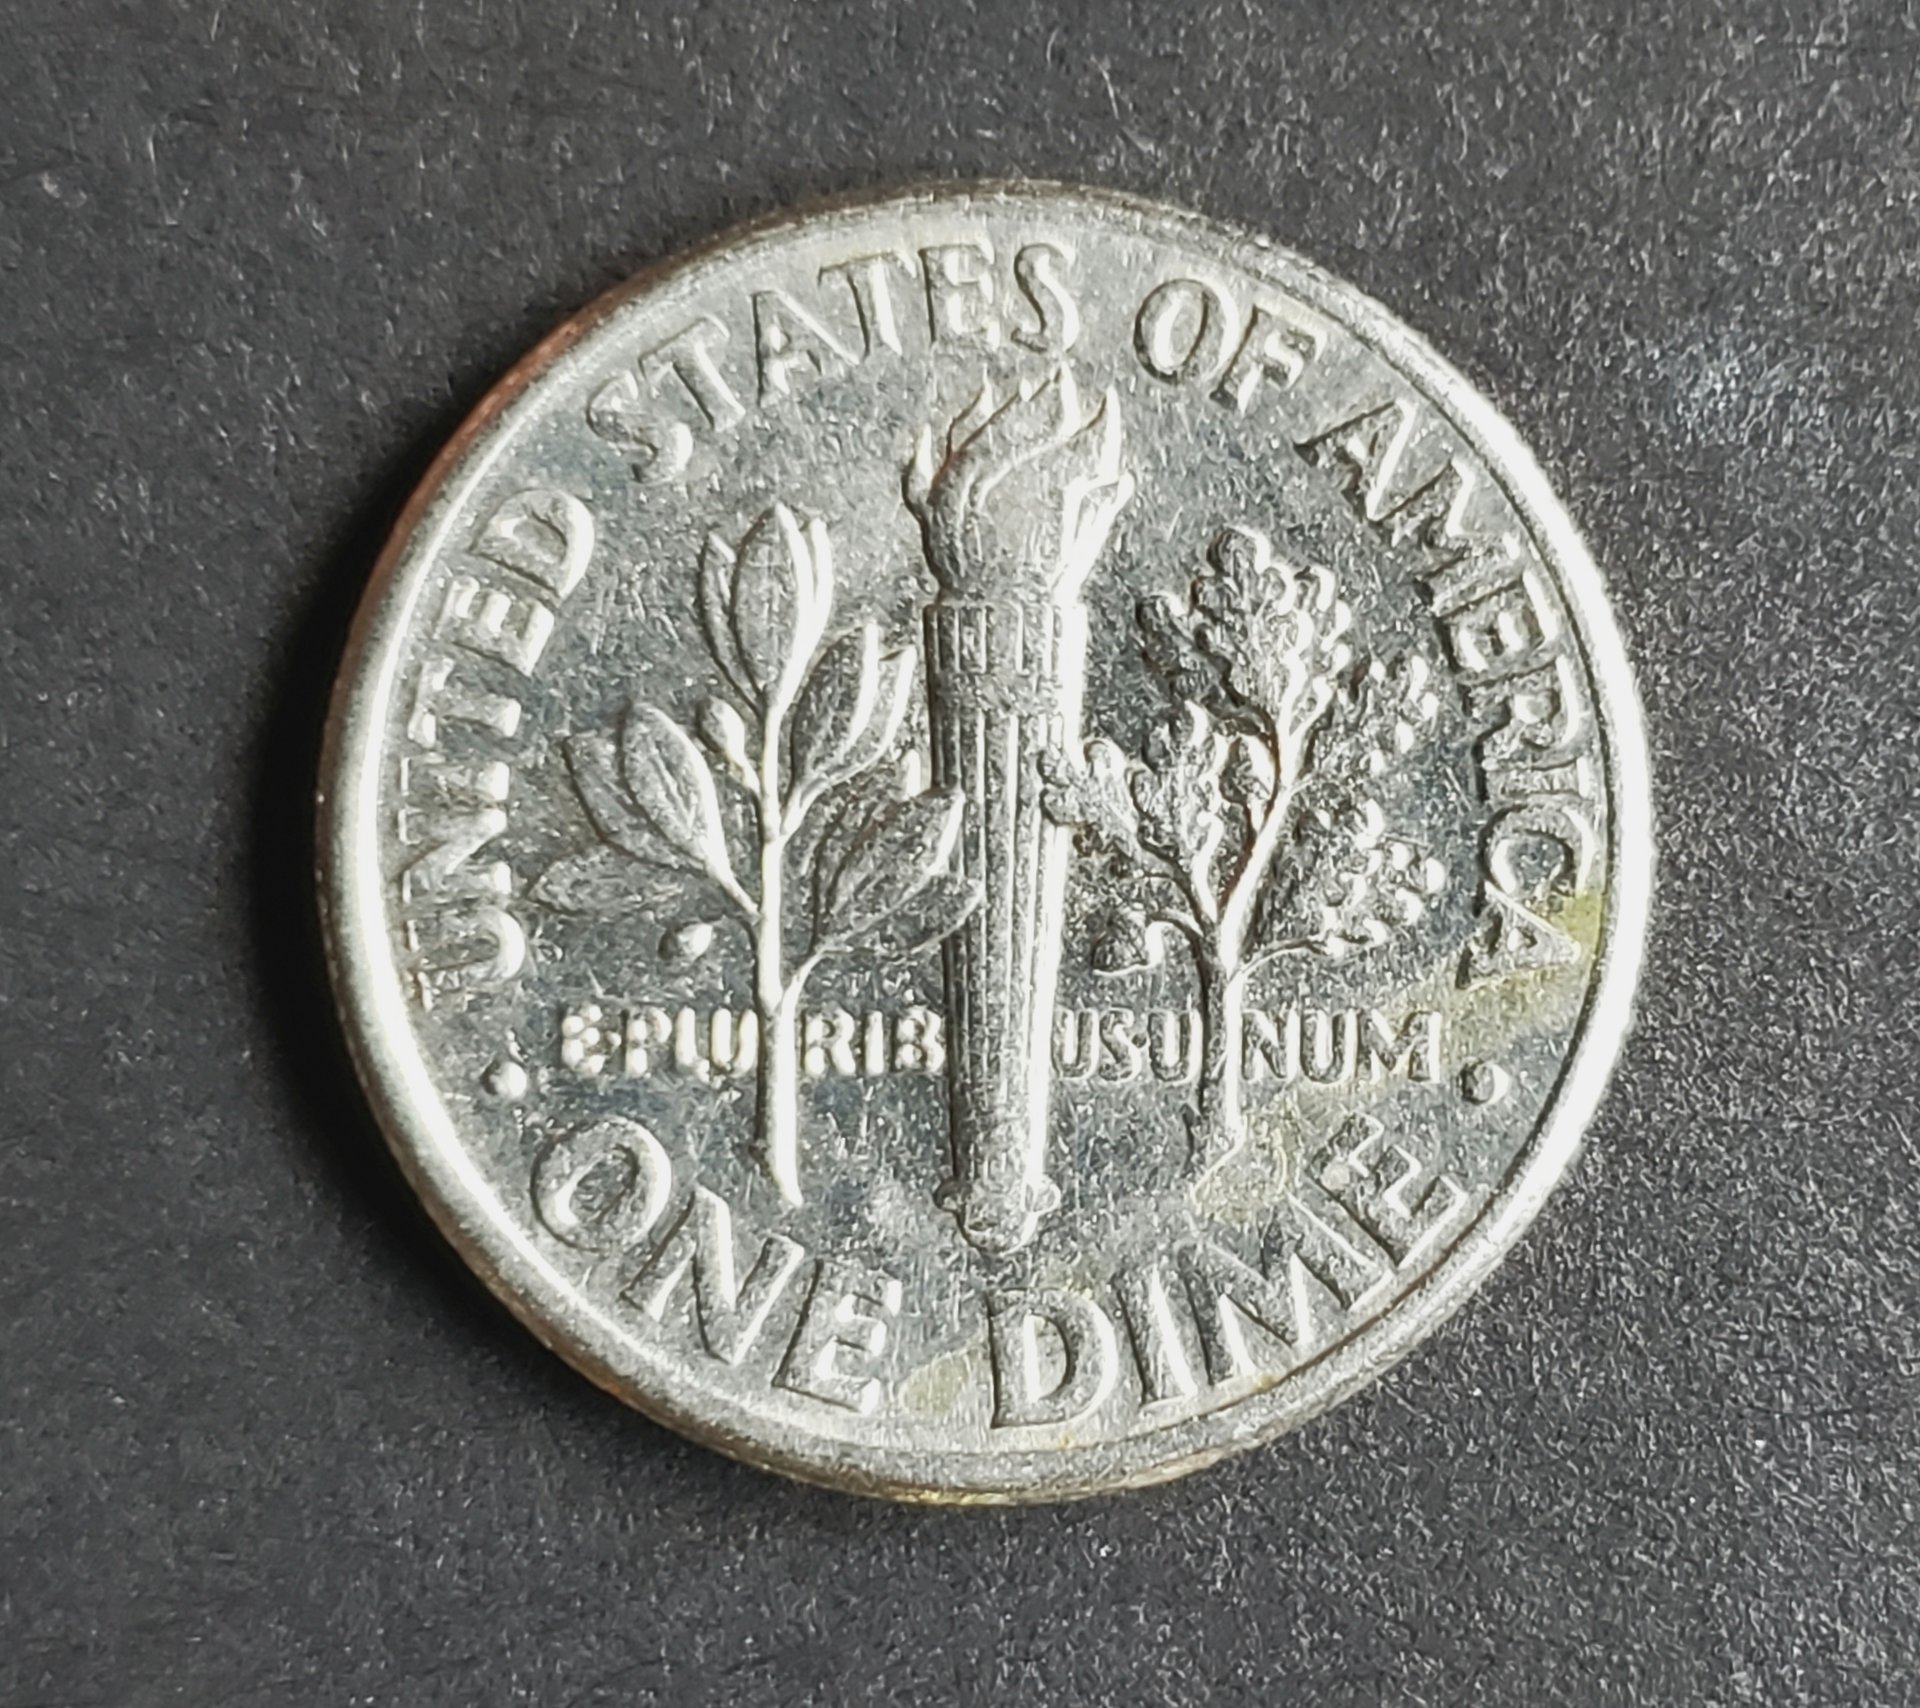 UNITED STATES OF AMERICA
E·PLURIBUS·UNUM
· ONE DIME ·